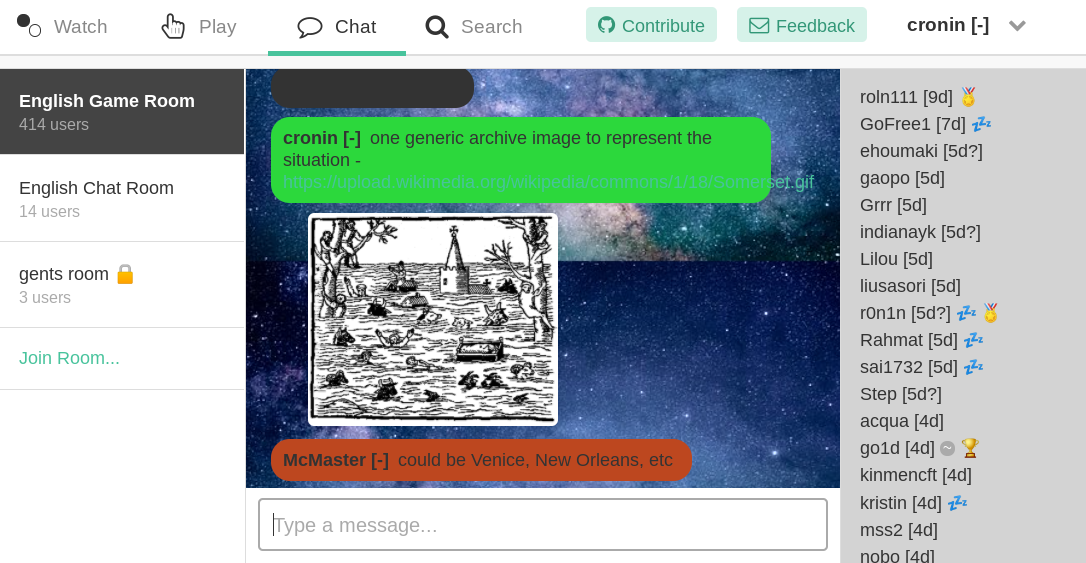 Watch
Play
Chat
Search
Contribute
Feedback
cronin [-]
English Game Room
414 users
English Chat Room
14 users
gents room
3 users
Join Room...
cronin [-] one generic archive image to represent the
situation -
https://upload.wikimedia.org/wikipedia/commons/1/18/Somerset.gif
McMaster [-] could be Venice, New Orleans, etc
Type a message...
roln111 [9d]
GoFree1 [7d]
ehoumaki [5d?]
gaopo [5d]
Grrr [5d]
indianayk [5d?]
Lilou [5d]
liusasori [5d]
r0n1n [5d?]
Rahmat [5d]
sai1732 [5d]
Step [5d?]
acqua [4d]
go1d [4d] ~
kinmencft [4d]
kristin [4d]
mss2 [4d]
nobo [4d]